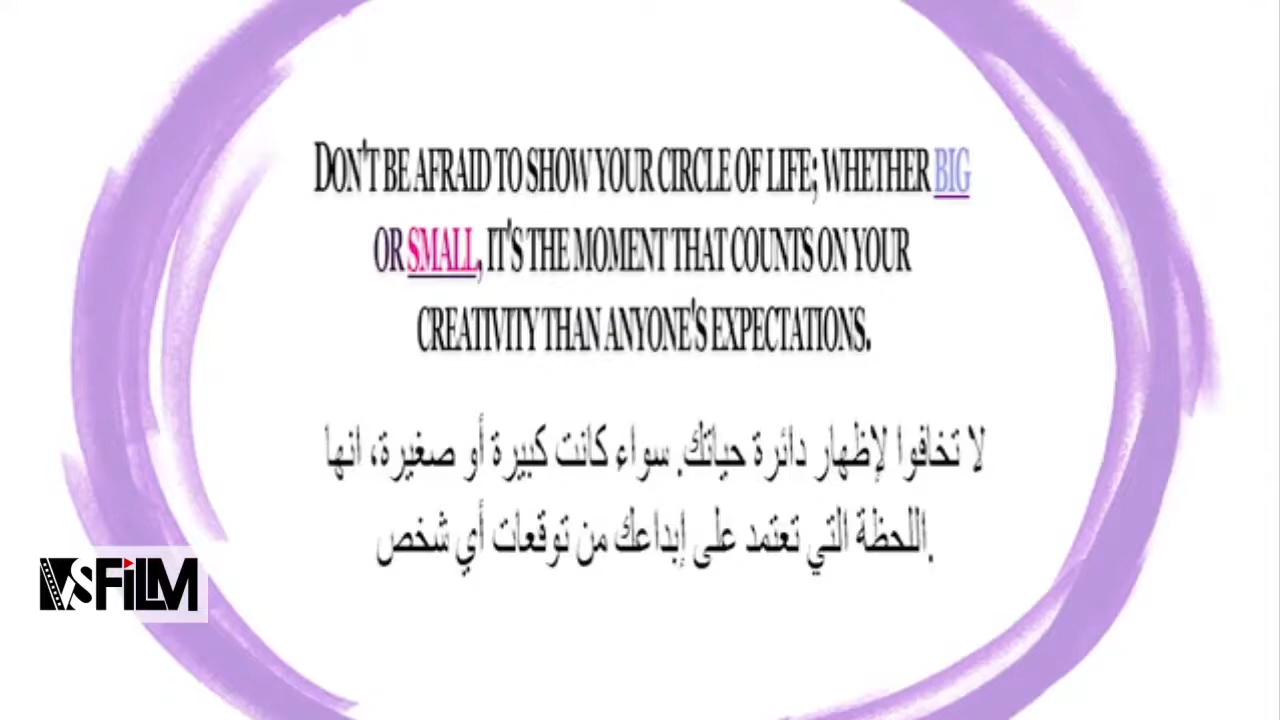 DON'T BE AFRAID TO SHOW YOUR CIRCLE OF LIFE; WHETHER BIG
OR SMALL, IT'S THE MOMENT THAT COUNTS ON YOUR
CREATIVITY THAN ANYONE'S EXPECTATIONS.
لا تخافوا لإظهار دائرة حياتك. سواء كانت كبيرة أو صغيرة، انها
.اللحظة التي تعتمد على إبداعك من توقعات أي شخص
VSFILM